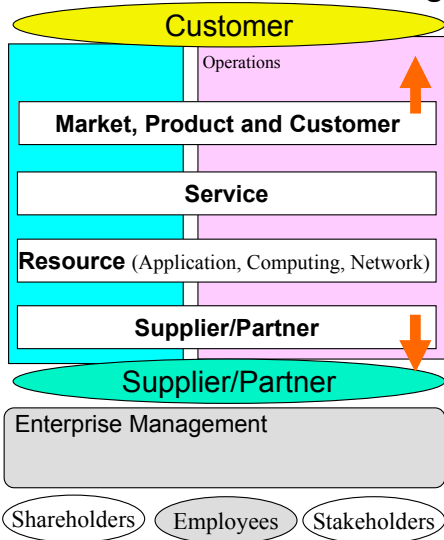 Customer
Operations
Market, Product and Customer
Service
Resource (Application, Computing, Network)
Supplier/Partner
Supplier/Partner
Enterprise Management
Shareholders
Employees
Stakeholders